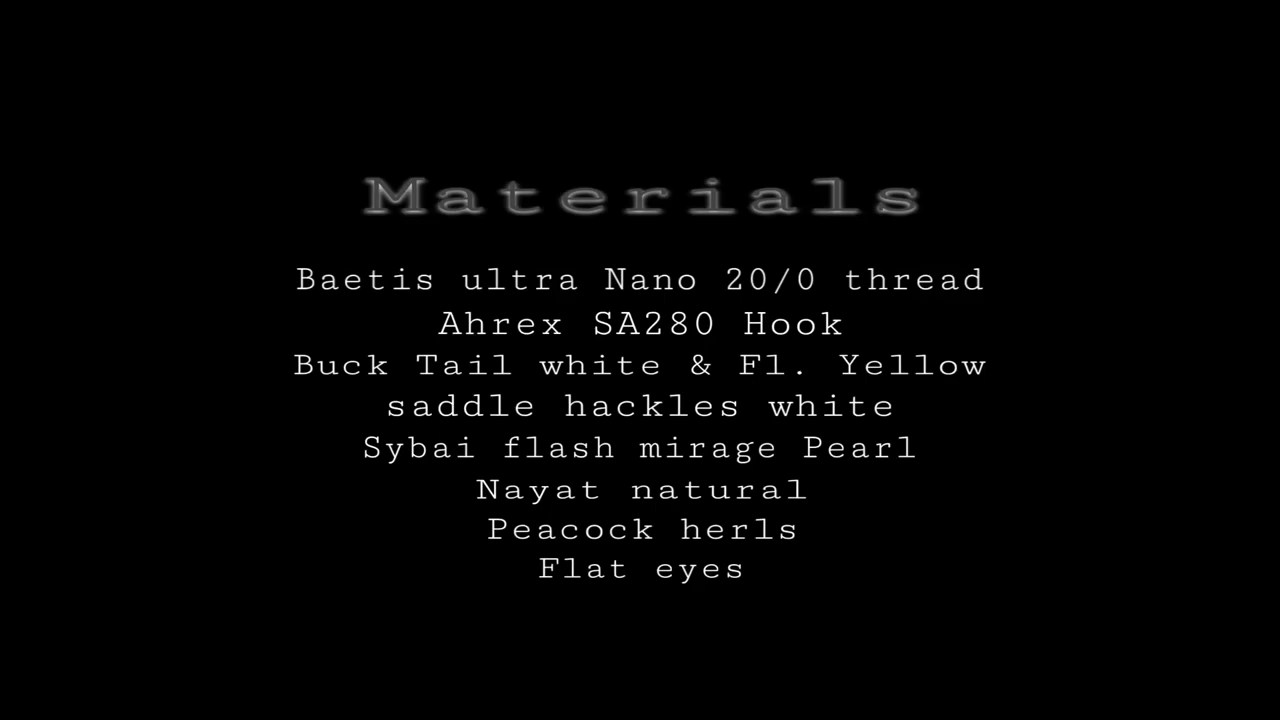 Materials
Baetis ultra Nano 20/0 thread
Ahrex SA280 Hook
Buck Tail white & Fl. Yellow
saddle hackles white
Sybai flash mirage Pearl
Nayat natural
Peacock herls
Flat eyes